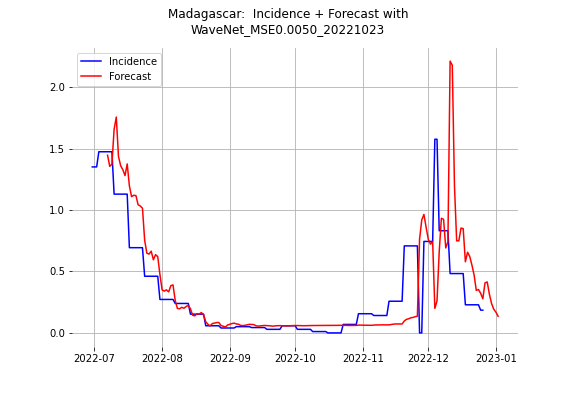 Madagascar:  Incidence + Forecast with
WaveNet_MSE0.0050_20221023
Incidence
Forecast
2.0
1.5
1.0
0.5
0.0
2022-07 2022-08 2022-09 2022-10 2022-11 2022-12 2023-01